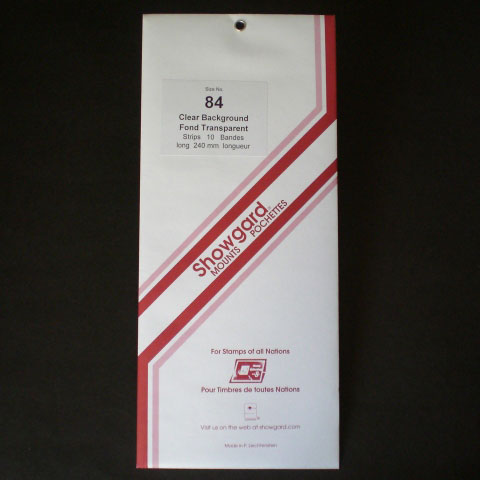 Size No.
84
Clear Background
Fond Transparent
Strips 10 Bandes
long 240 mm longueur
Showgard®
MOUNTS POCHETTES
For Stamps of all Nations
Pour Timbres de toutes Nations
Visit us on the web at showgard.com
Made in Liechtenstein